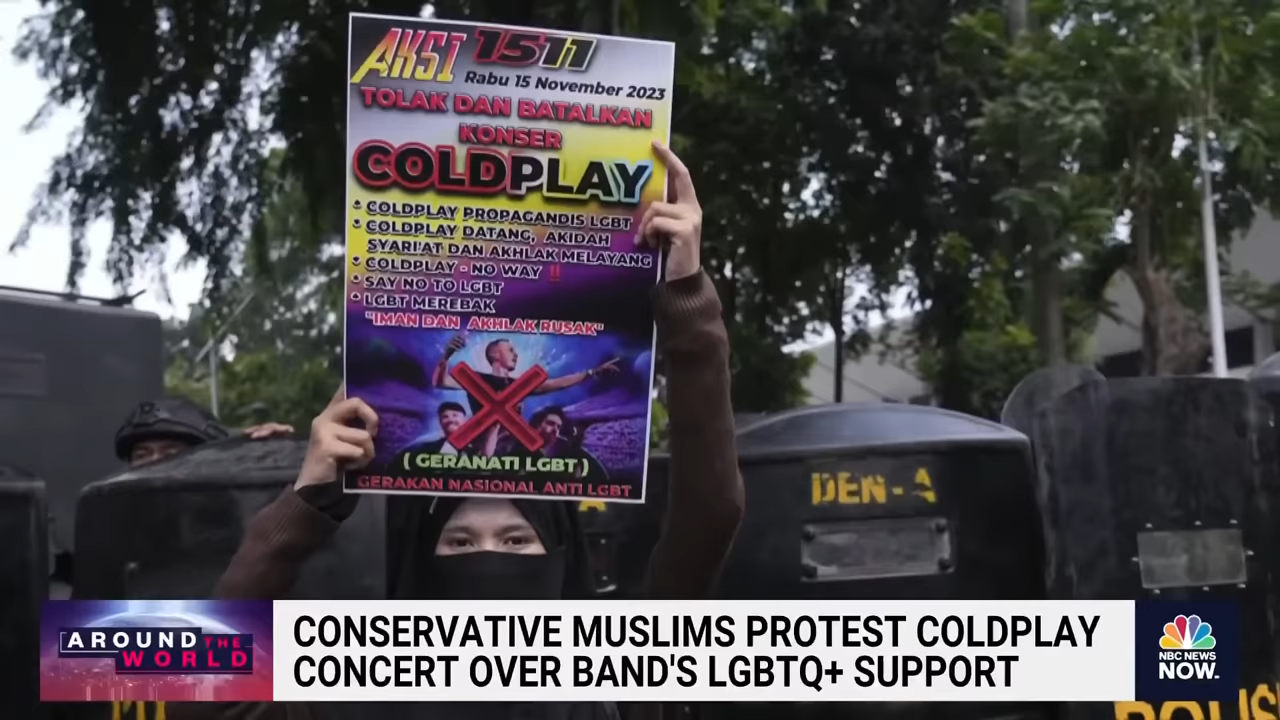 AKSI 1511
Rabu 15 November 2023
TOLAK DAN BATALKAN
KONSER
COLDPLAY
* COLDPLAY PROPAGANDIS LGBT
* COLDPLAY DATANG, AKIDAH
SYARI'AT DAN AKHLAK MELAYANG
* COLDPLAY - NO WAY !!
* SAY NO TO LGBT
* LGBT MEREBAK
"IMAN DAN AKHLAK RUSAK"
( GERANATI LGBT )
GERAKAN NASIONAL ANTI LGBT
DEN-A
AROUND THE
WORLD
CONSERVATIVE MUSLIMS PROTEST COLDPLAY
CONCERT OVER BAND'S LGBTQ+ SUPPORT
NBC NEWS
NOW.